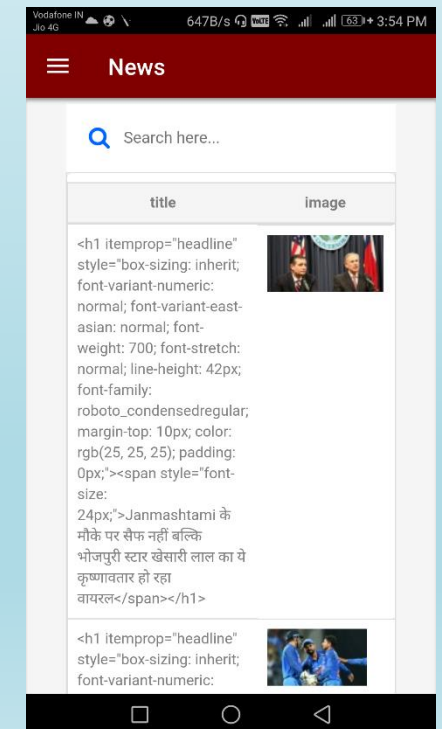 Vodafone IN
Jio 4G
647B/s VoLTE 63 3:54 PM
News
Search here...
title image
<h1 itemprop="headline"
style="box-sizing: inherit;
font-variant-numeric:
normal; font-variant-east-
asian: normal; font-
weight: 700; font-stretch:
normal; line-height: 42px;
font-family:
roboto_condensedregular;
margin-top: 10px; color:
rgb(25, 25, 25); padding:
0px;"><span style="font-
size:
24px;">Janmashtami के
मौके पर सैफ नहीं बल्कि
भोजपुरी स्टार खेसारी लाल का ये
कृष्णावतार हो रहा
वायरल</span></h1>
<h1 itemprop="headline"
style="box-sizing: inherit;
font-variant-numeric: